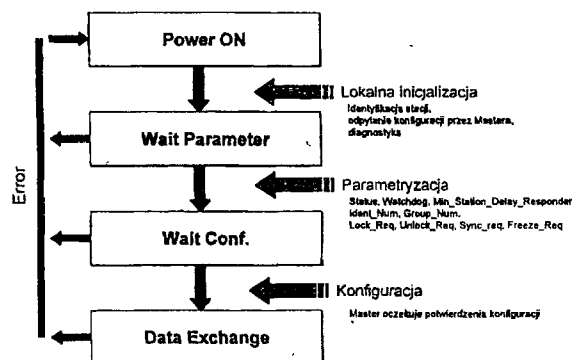 Power ON
Lokalna inicjalizacja
Identyfikacja stacji,
odpytanie konfiguracji przez Mastera,
diagnostyka
Wait Parameter
Error
Parametryzacja
Status, Watchdog, Min_Station_Delay_Responder
Ident_Num, Group_Num.
Lock_Req, Unlock_Req, Sync_req, Freeze_Req
Wait Conf.
Konfiguracja
Master oczekuje potwierdzenia konfiguracji
Data Exchange